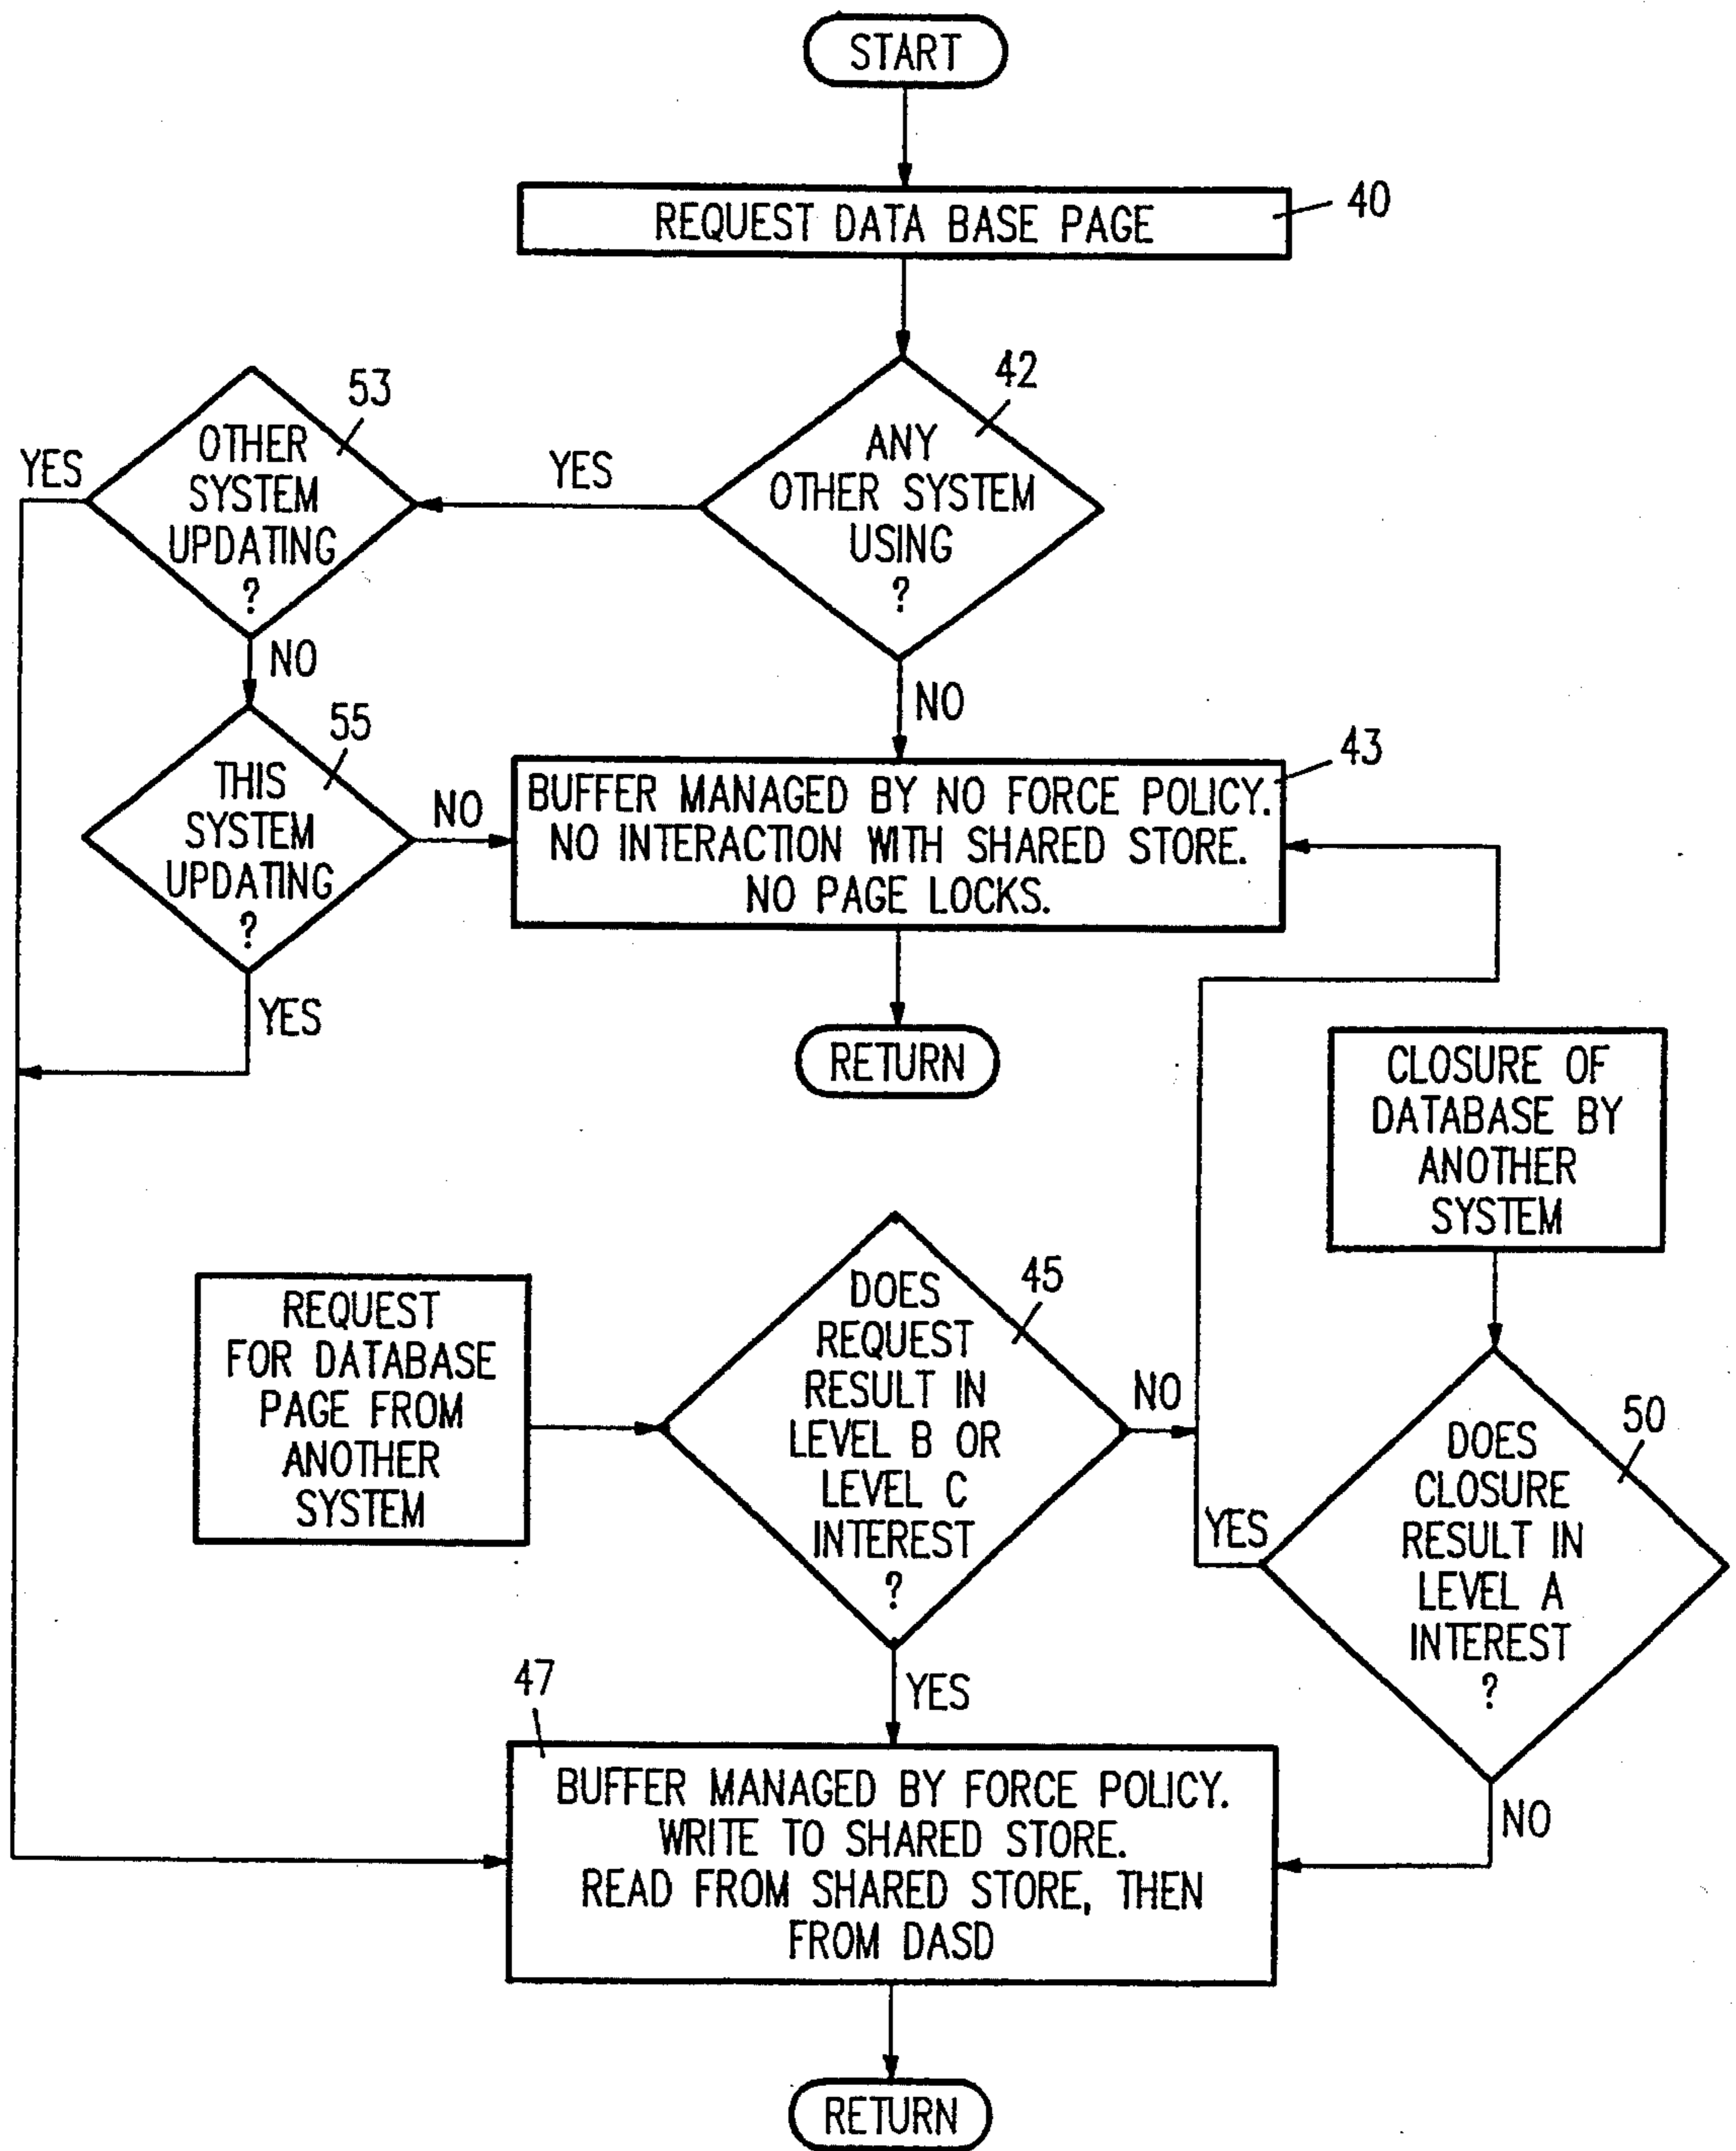 START
REQUEST DATA BASE PAGE
40
42
ANY
OTHER SYSTEM
USING
?
YES
NO
53
OTHER
SYSTEM
UPDATING
?
YES
NO
55
THIS
SYSTEM
UPDATING
?
NO
YES
43
BUFFER MANAGED BY NO FORCE POLICY.
NO INTERACTION WITH SHARED STORE.
NO PAGE LOCKS.
RETURN
CLOSURE OF
DATABASE BY
ANOTHER
SYSTEM
REQUEST
FOR DATABASE
PAGE FROM
ANOTHER
SYSTEM
45
DOES
REQUEST
RESULT IN
LEVEL B OR
LEVEL C
INTEREST
?
NO
YES
50
DOES
CLOSURE
RESULT IN
LEVEL A
INTEREST
?
YES
NO
47
BUFFER MANAGED BY FORCE POLICY.
WRITE TO SHARED STORE.
READ FROM SHARED STORE, THEN
FROM DASD
RETURN